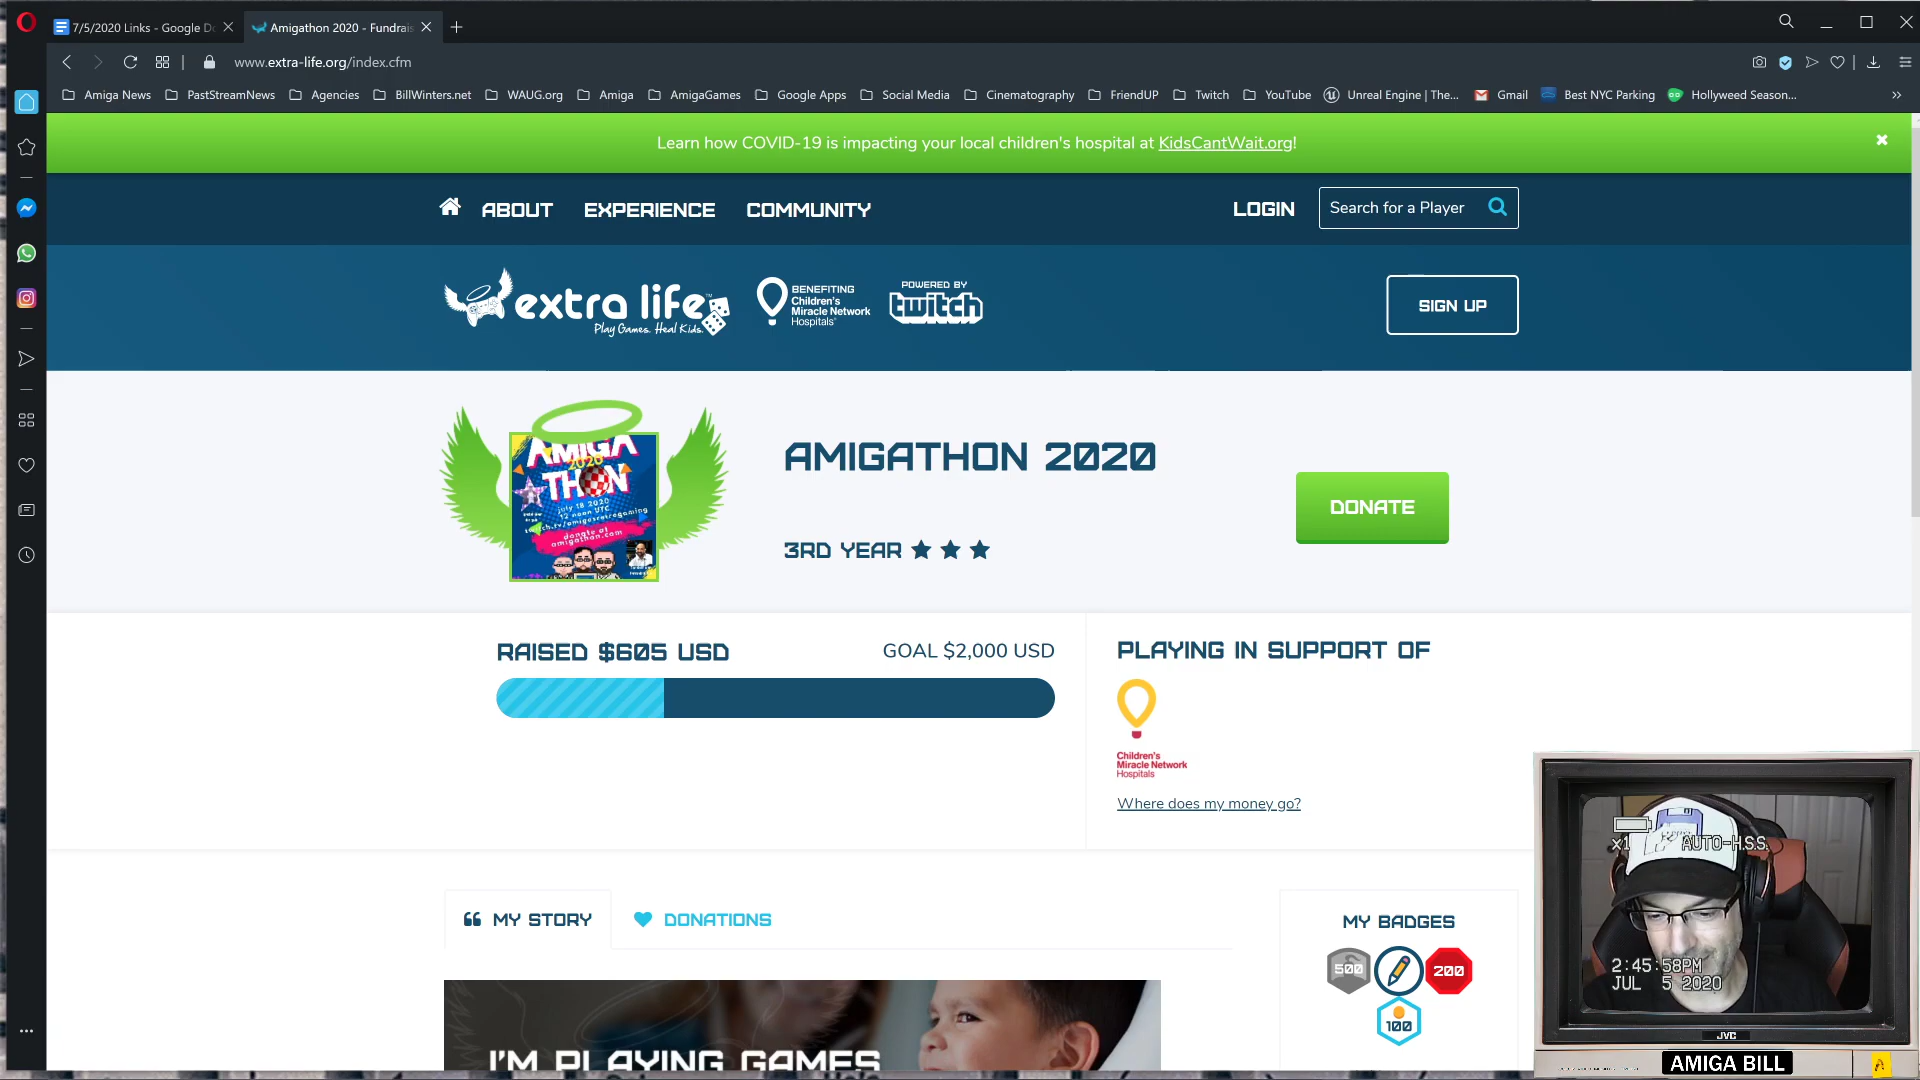 7/5/2020 Links - Google Do
Amigathon 2020 - Fundrais
www.extra-life.org/index.cfm
Amiga News
PastStreamNews
Agencies
BillWinters.net
WAUG.org
Amiga
AmigaGames
Google Apps
Social Media
Cinematography
FriendUP
Twitch
YouTube
Unreal Engine | The...
Gmail
Best NYC Parking
Hollyweed Season...
Learn how COVID-19 is impacting your local children's hospital at KidsCantWait.org!
ABOUT
EXPERIENCE
COMMUNITY
LOGIN
Search for a Player
extra life
Play Games. Heal Kids.
BENEFITING
Children's
Miracle Network
Hospitals
POWERED BY
twitch
SIGN UP
AMIGA
2020
THON
july 18 2020
12 noon UTC
twitch.tv/amigaretrogaming
donate at
amigathon.com
AMIGATHON 2020
3RD YEAR
DONATE
RAISED $605 USD
GOAL $2,000 USD
PLAYING IN SUPPORT OF
Children's
Miracle Network
Hospitals
Where does my money go?
MY STORY
DONATIONS
MY BADGES
500
200
100
I'M PLAYING GAMES
x1
AUTO-H.S.S.
2:45:58PM
JUL 5 2020
JVC
AMIGA BILL